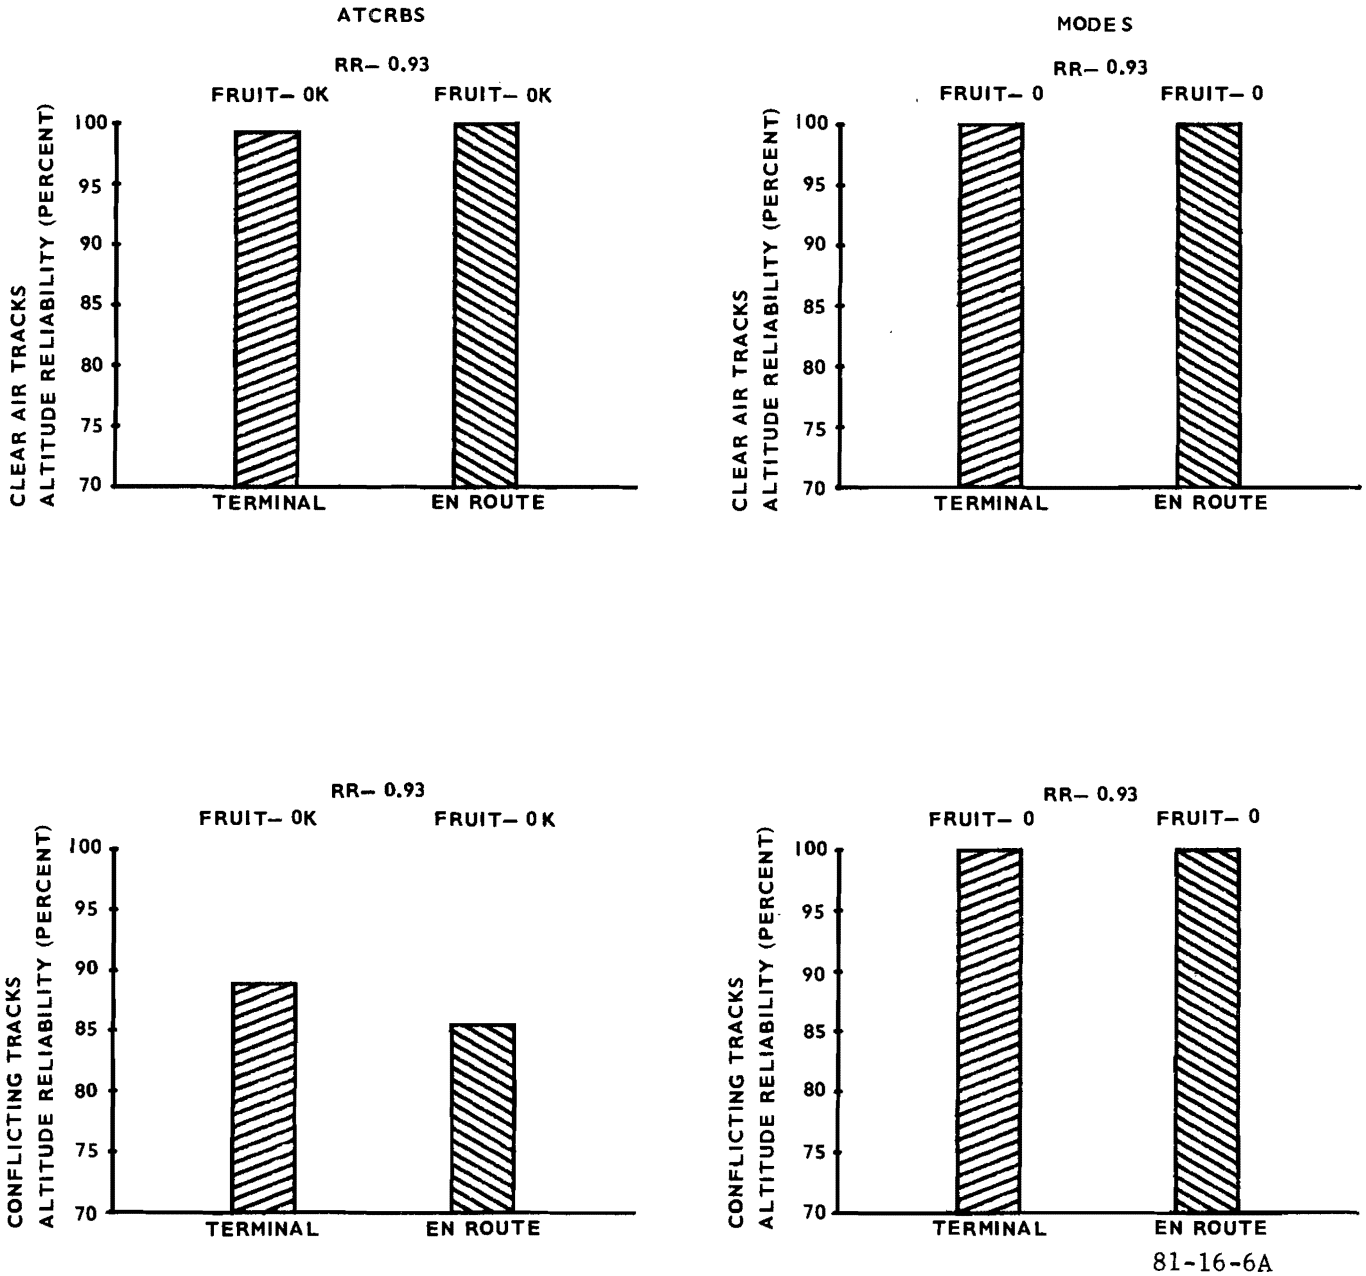 ATCRBS
RR- 0.93
FRUIT- 0K FRUIT- 0K
CLEAR AIR TRACKS
ALTITUDE RELIABILITY (PERCENT)
100
95
90
85
80
75
70
TERMINAL EN ROUTE
MODE S
RR- 0.93
FRUIT- 0 FRUIT- 0
CLEAR AIR TRACKS
ALTITUDE RELIABILITY (PERCENT)
100
95
90
85
80
75
70
TERMINAL EN ROUTE
RR- 0.93
FRUIT- 0K FRUIT- 0K
CONFLICTING TRACKS
ALTITUDE RELIABILITY (PERCENT)
100
95
90
85
80
75
70
TERMINAL EN ROUTE
RR- 0.93
FRUIT- 0 FRUIT- 0
CONFLICTING TRACKS
ALTITUDE RELIABILITY (PERCENT)
100
95
90
85
80
75
70
TERMINAL EN ROUTE
81-16-6A